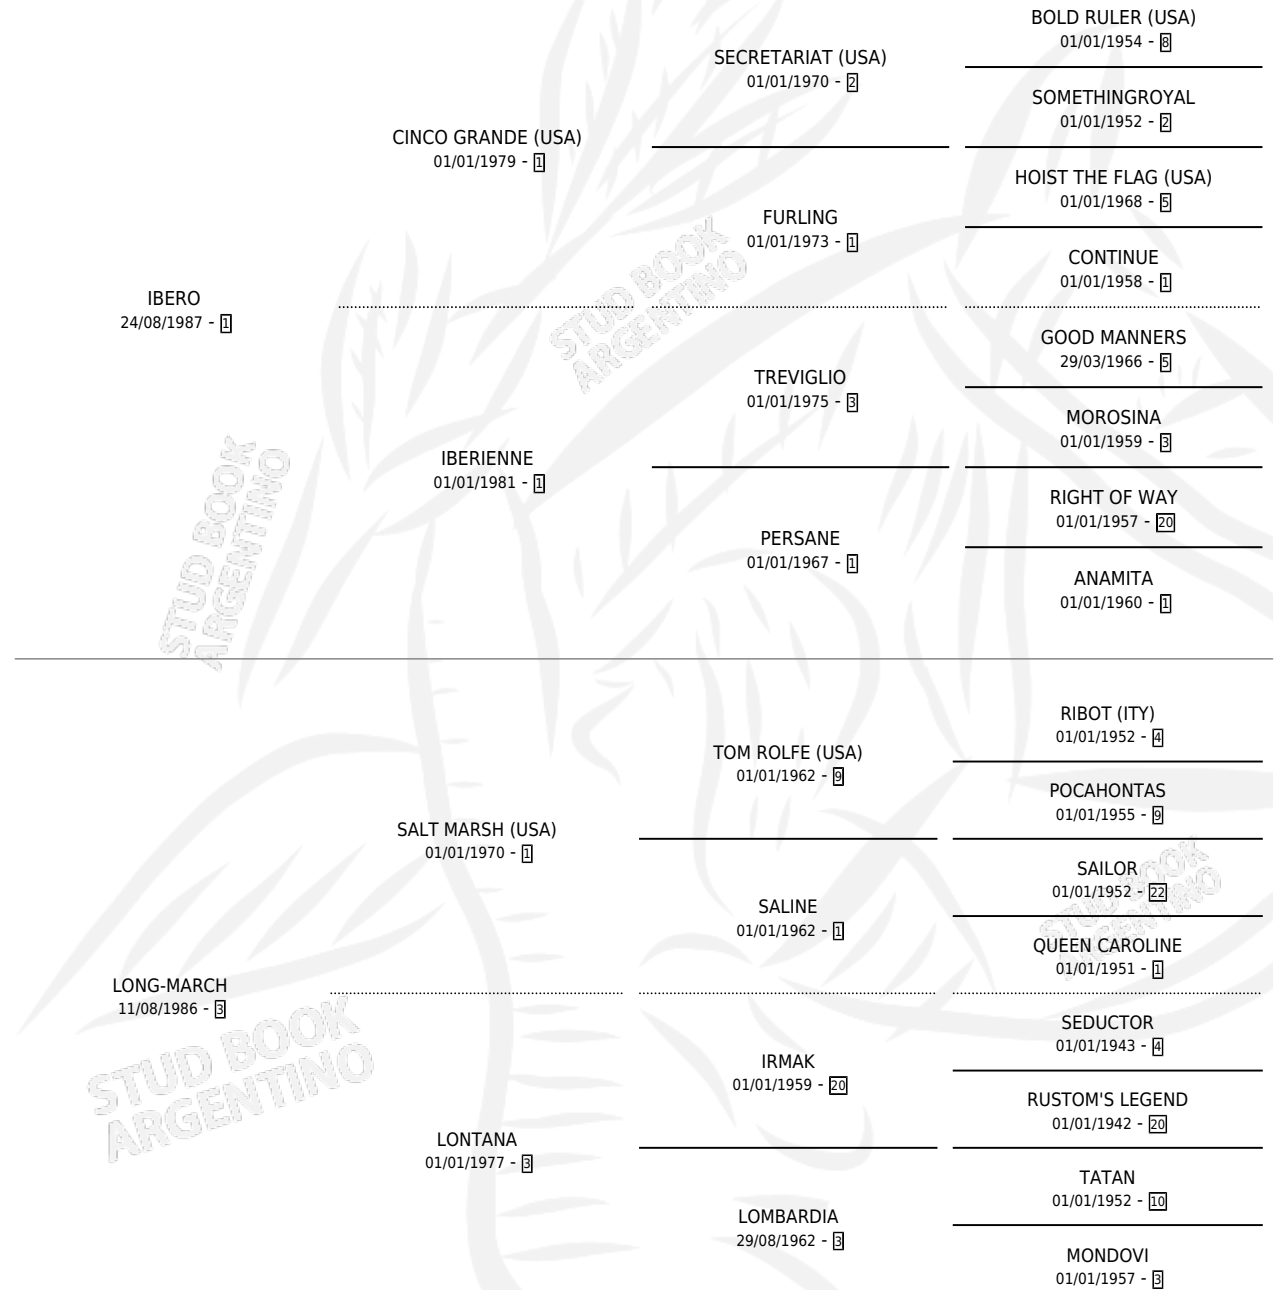 BOLD RULER (USA)
01/01/1954 - 8
SECRETARIAT (USA)
01/01/1970 - 2
SOMETHINGROYAL
01/01/1952 - 2
CINCO GRANDE (USA)
01/01/1979 - 1
HOIST THE FLAG (USA)
01/01/1968 - 5
FURLING
01/01/1973 - 1
CONTINUE
01/01/1958 - 1
IBERO
24/08/1987 - 1
STUD BOOK
ARGENTINO
GOOD MANNERS
29/03/1966 - 5
TREVIGLIO
01/01/1975 - 3
MOROSINA
01/01/1959 - 3
IBERIENNE
01/01/1981 - 1
RIGHT OF WAY
01/01/1957 - 20
PERSANE
01/01/1967 - 1
ANAMITA
01/01/1960 - 1
STUD BOOK
ARGENTINO
RIBOT (ITY)
01/01/1952 - 4
TOM ROLFE (USA)
01/01/1962 - 9
POCAHONTAS
01/01/1955 - 9
SALT MARSH (USA)
01/01/1970 - 1
SAILOR
01/01/1952 - 22
SALINE
01/01/1962 - 1
STUD BOOK
ARGENTINO
QUEEN CAROLINE
01/01/1951 - 1
LONG-MARCH
11/08/1986 - 3
SEDUCTOR
01/01/1943 - 4
IRMAK
01/01/1959 - 20
STUD BOOK
ARGENTINO
RUSTOM'S LEGEND
01/01/1942 - 20
LONTANA
01/01/1977 - 3
TATAN
01/01/1952 - 10
LOMBARDIA
29/08/1962 - 3
MONDOVI
01/01/1957 - 3